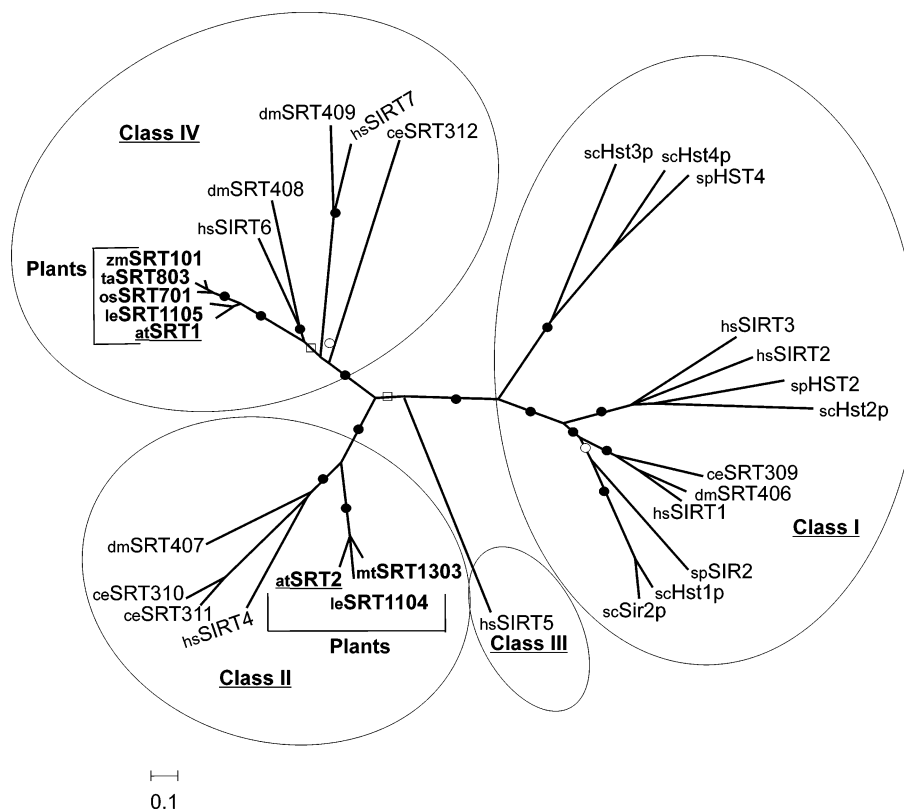 Class IV
dmSRT409
hsSIRT7
ceSRT312
dmSRT408
hsSIRT6
Plants
zmSRT101
taSRT803
osSRT701
leSRT1105
atSRT1
scHst3p
scHst4p
spHST4
hsSIRT3
hsSIRT2
spHST2
scHst2p
ceSRT309
dmSRT406
hsSIRT1
Class I
spSIR2
scHst1p
scSir2p
dmSRT407
ceSRT310
ceSRT311
hsSIRT4
atSRT2
mtSRT1303
leSRT1104
Plants
Class II
hsSIRT5
Class III
0.1